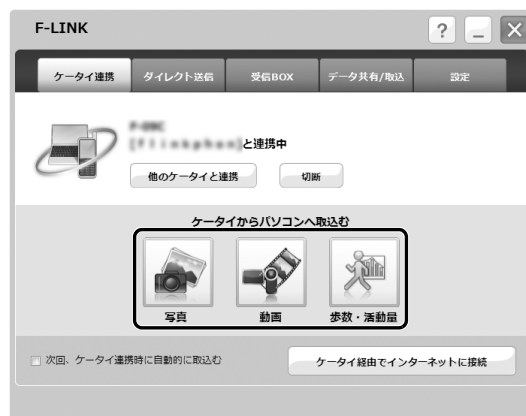 F-LINK
?
ケータイ連携 ダイレクト送信 受信BOX データ共有/取込 設定
と連携中
他のケータイと連携 切断
ケータイからパソコンへ取込む
写真 動画 歩数・活動量
次回、ケータイ連携時に自動的に取込む
ケータイ経由でインターネットに接続